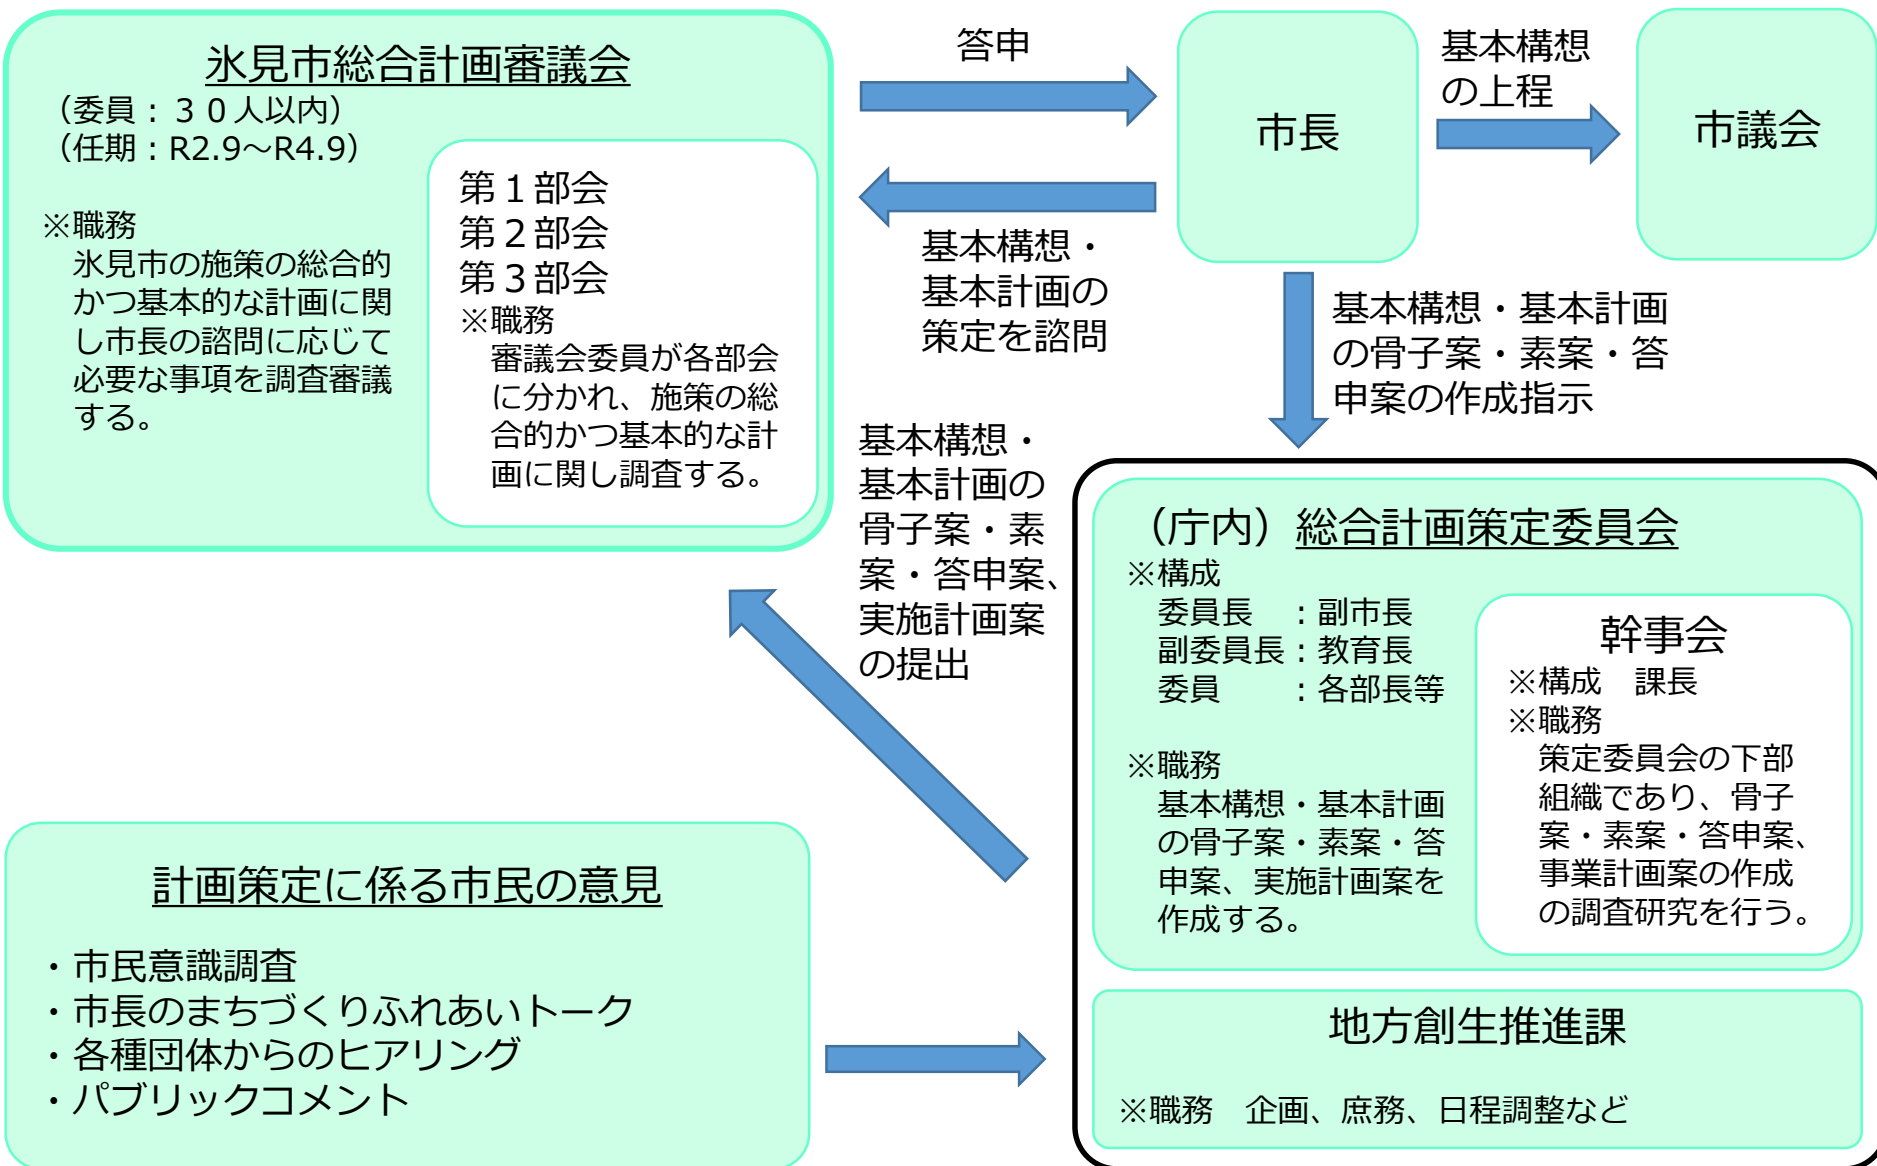 氷見市総合計画審議会
（委員：３０人以内）
（任期：R2.9～R4.9）
※職務
氷見市の施策の総合的
かつ基本的な計画に関
し市長の諮問に応じて
必要な事項を調査審議
する。
第１部会
第２部会
第３部会
※職務
審議会委員が各部会
に分かれ、施策の総
合的かつ基本的な計
画に関し調査する。
答申
基本構想・
基本計画の
策定を諮問
市長
基本構想
の上程
市議会
基本構想・基本計画
の骨子案・素案・答
申案の作成指示
基本構想・
基本計画の
骨子案・素
案・答申案、
実施計画案
の提出
（庁内）総合計画策定委員会
※構成
委員長　：副市長
副委員長：教育長
委員　　：各部長等
※職務
基本構想・基本計画
の骨子案・素案・答
申案、実施計画案を
作成する。
幹事会
※構成　課長
※職務
策定委員会の下部
組織であり、骨子
案・素案・答申案、
事業計画案の作成
の調査研究を行う。
計画策定に係る市民の意見
・市民意識調査
・市長のまちづくりふれあいトーク
・各種団体からのヒアリング
・パブリックコメント
地方創生推進課
※職務　企画、庶務、日程調整など